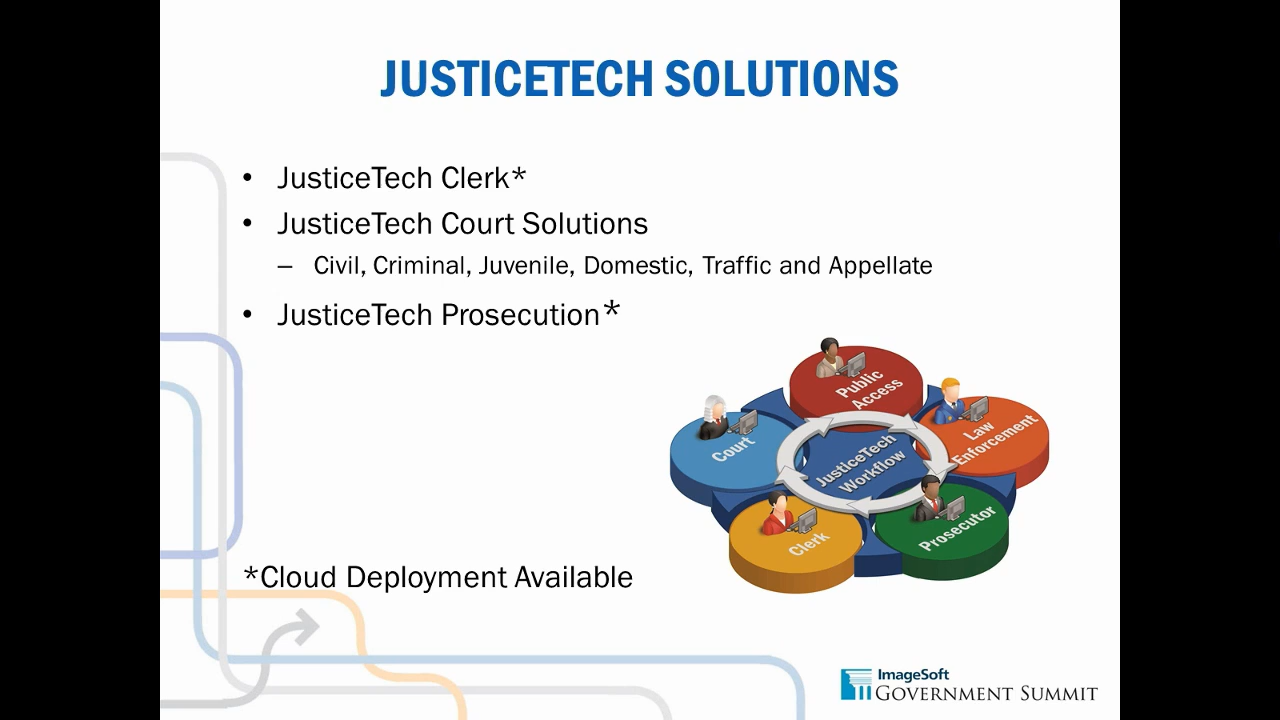 JUSTICETECH SOLUTIONS
• JusticeTech Clerk*
• JusticeTech Court Solutions
– Civil, Criminal, Juvenile, Domestic, Traffic and Appellate
• JusticeTech Prosecution*
Public
Access
Law
Enforcement
Court
JusticeTech
Workflow
Clerk
Prosecutor
*Cloud Deployment Available
ImageSoft
GOVERNMENT SUMMIT